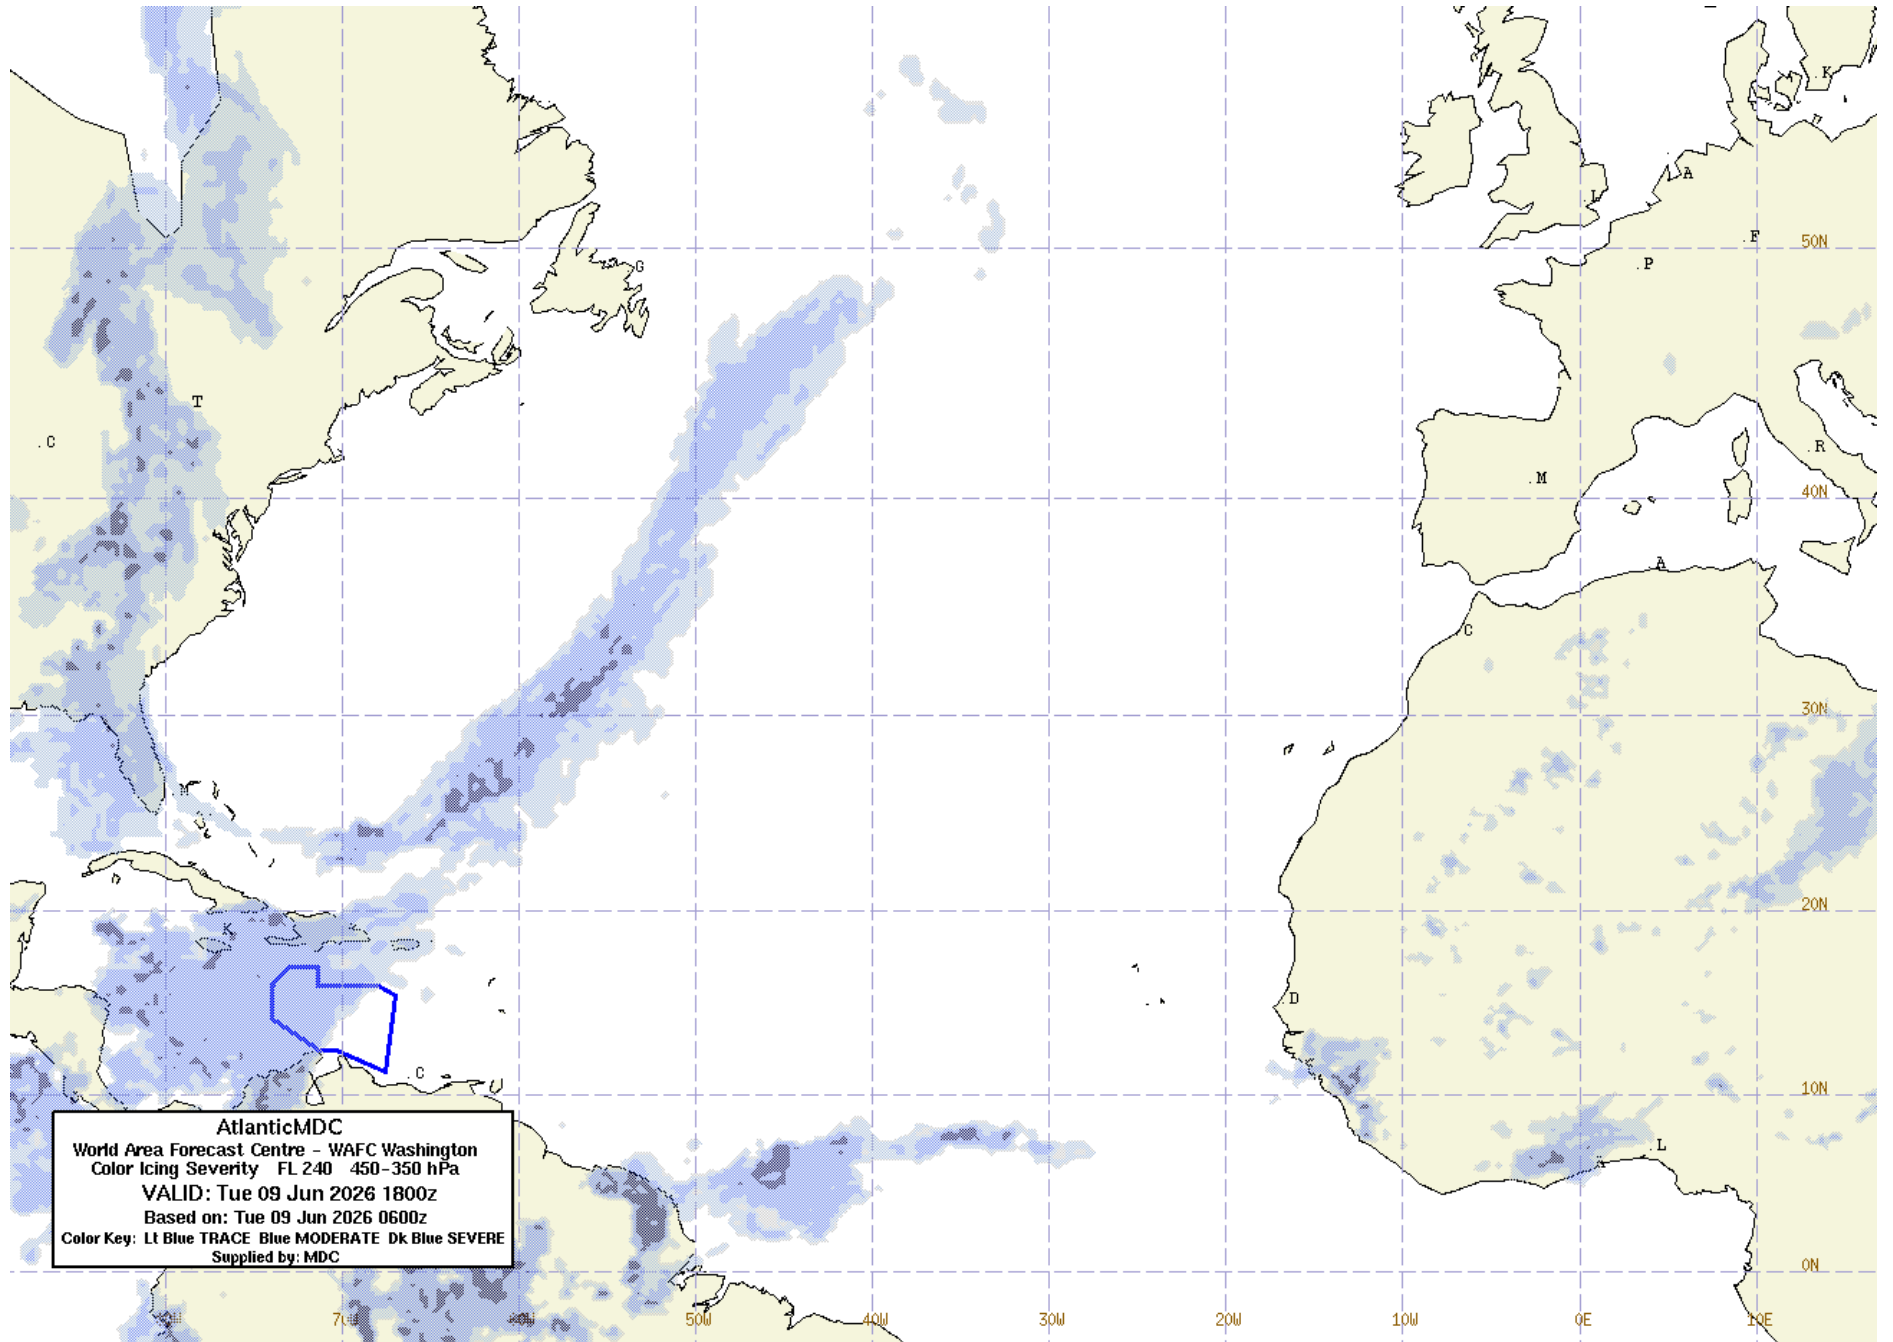 K
A
L
50N
F
G
P
T
C
R
M
40N
A
C
30N
M
20N
K
D
C
10N
L
AtlanticMDC
World Area Forecast Centre - WAFC Washington
Color Icing Severity FL 240 450-350 hPa
VALID: Tue 09 Jun 2026 1800z
Based on: Tue 09 Jun 2026 0600z
Color Key: Lt Blue TRACE Blue MODERATE Dk Blue SEVERE
Supplied by: MDC
0N
70W 50W 40W 30W 20W 10W 0E 10E